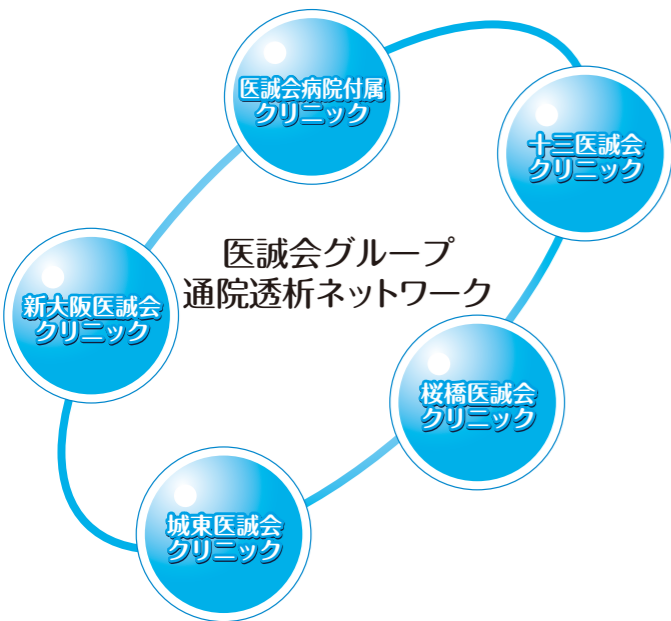 医誠会病院付属
クリニック
十三医誠会
クリニック
医誠会グループ
通院透析ネットワーク
新大阪医誠会
クリニック
桜橋医誠会
クリニック
城東医誠会
クリニック